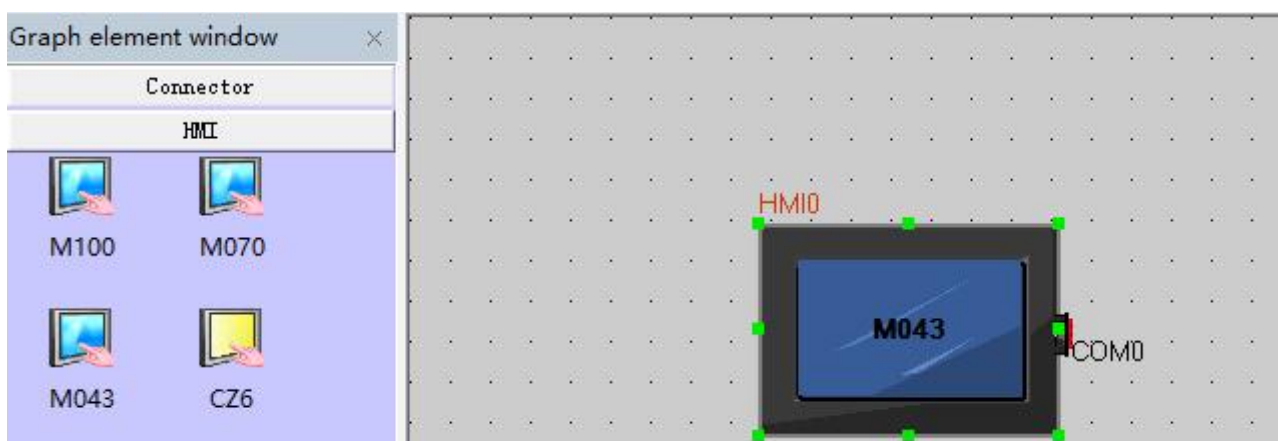 Graph element window
Connector
HMI
M100 M070
M043 CZ6
HMI0
M043
COM0